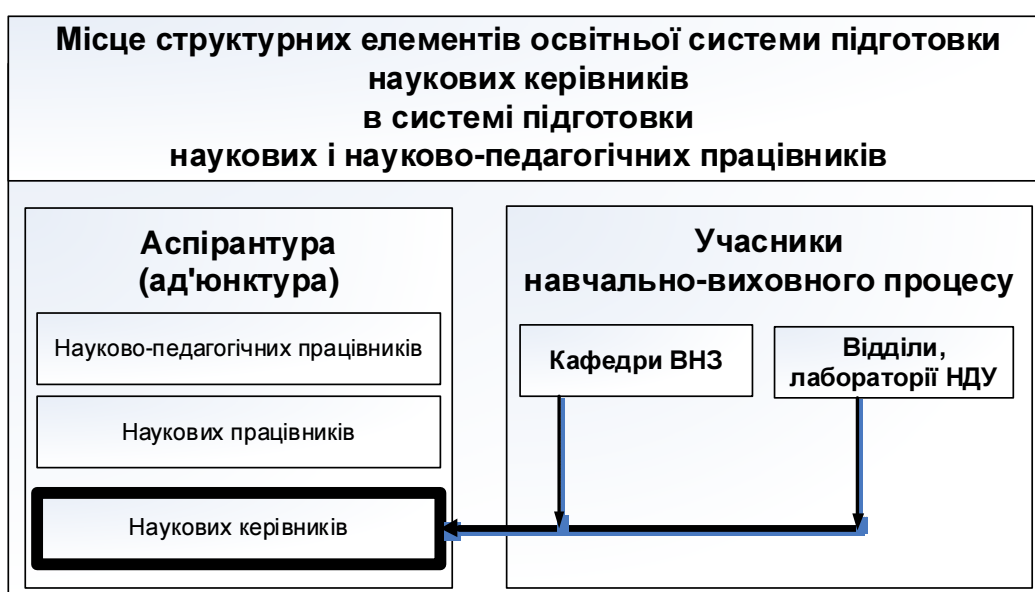 Місце структурних елементів освітньої системи підготовки
наукових керівників
в системі підготовки
наукових і науково-педагогічних працівників
Аспірантура
(ад'юнктура)
Науково-педагогічних працівників
Наукових працівників
Наукових керівників
Учасники
навчально-виховного процесу
Кафедри ВНЗ
Відділи,
лабораторії НДУ